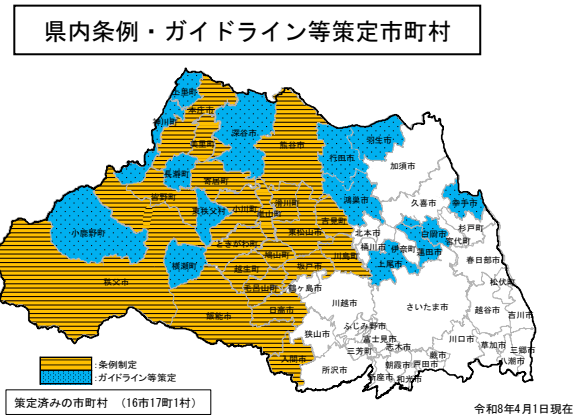 県内条例・ガイドライン等策定市町村
上里町
本庄市
神川町
美里町
深谷市
熊谷市
行田市
羽生市
加須市
長瀞町
寄居町
皆野町
東秩父村
小川町
嵐山町
滑川町
吉見町
鴻巣市
久喜市
幸手市
小鹿野町
ときがわ町
東松山市
北本市
桶川市
伊奈町
白岡市
蓮田市
宮代町
杉戸町
鳩山町
川島町
上尾市
春日部市
横瀬町
越生町
坂戸市
秩父市
毛呂山町
鶴ヶ島市
松伏町
日高市
川越市
さいたま市
越谷市
吉川市
飯能市
狭山市
ふじみ野市
富士見市
川口市
入間市
三芳町
志木市
蕨市
草加市
三郷市
所沢市
朝霞市
戸田市
八潮市
新座市
和光市
:条例制定
:ガイドライン等策定
策定済みの市町村 (16市17町1村)
令和8年4月1日現在